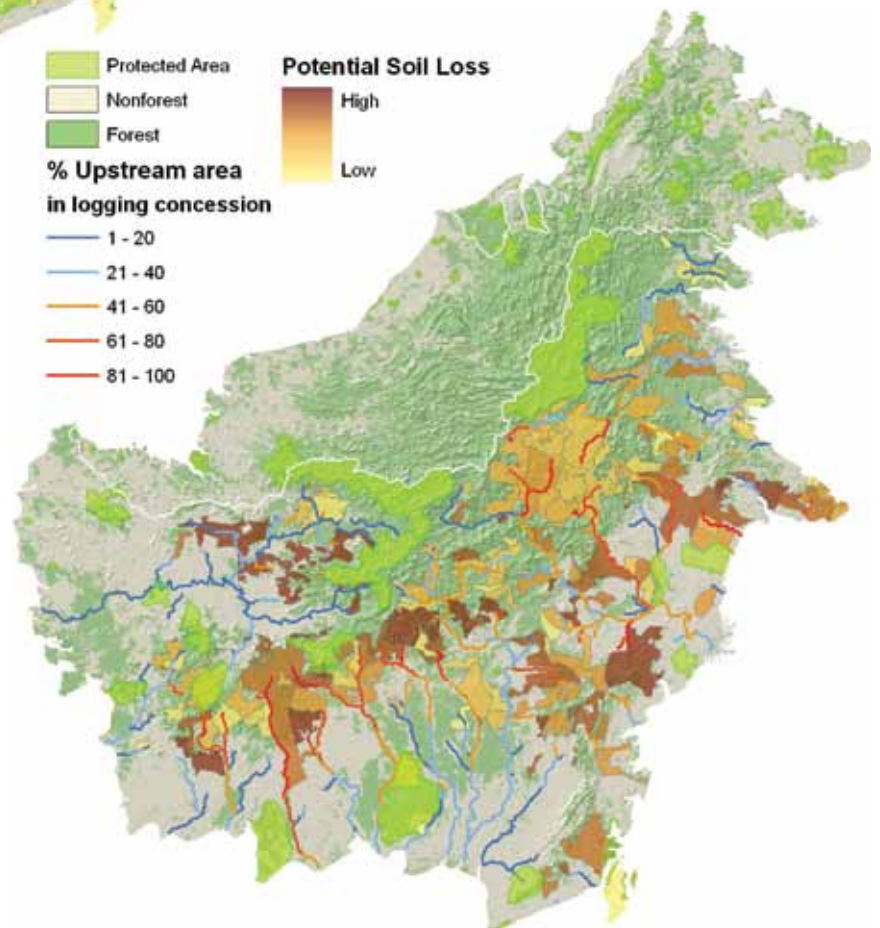 Protected Area
Nonforest
Forest
% Upstream area
in logging concession
1 - 20
21 - 40
41 - 60
61 - 80
81 - 100
Potential Soil Loss
High
Low